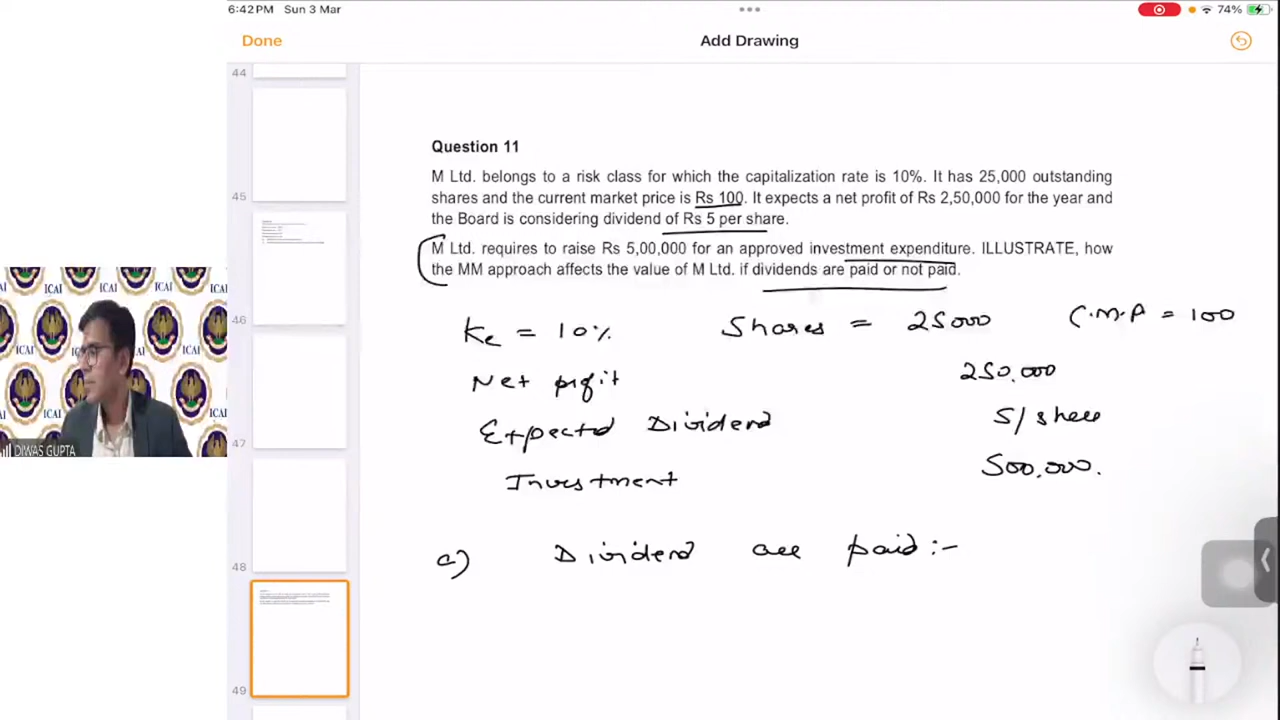 6:42 PM Sun 3 Mar
74%
Done
Add Drawing
44
45
46
47
48
49
Question 11
M Ltd. belongs to a risk class for which the capitalization rate is 10%. It has 25,000 outstanding
shares and the current market price is Rs 100. It expects a net profit of Rs 2,50,000 for the year and
the Board is considering dividend of Rs 5 per share.
M Ltd. requires to raise Rs 5,00,000 for an approved investment expenditure. ILLUSTRATE, how
the MM approach affects the value of M Ltd. if dividends are paid or not paid.
Ke = 10% Shares = 25000 C.M.P = 100
Net profit 250,000
Expected Dividend 5/share
Investment 500,000.
a) Dividend are paid :-
ICAI
DIWAS GUPTA